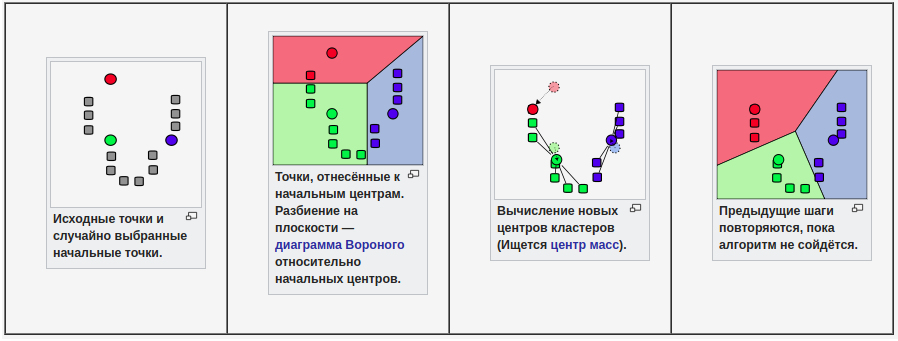 Исходные точки и
случайно выбранные
начальные точки.
Точки, отнесённые к
начальным центрам.
Разбиение на
плоскости —
диаграмма Вороного
относительно
начальных центров.
Вычисление новых
центров кластеров
(Ищется центр масс).
Предыдущие шаги
повторяются, пока
алгоритм не сойдётся.